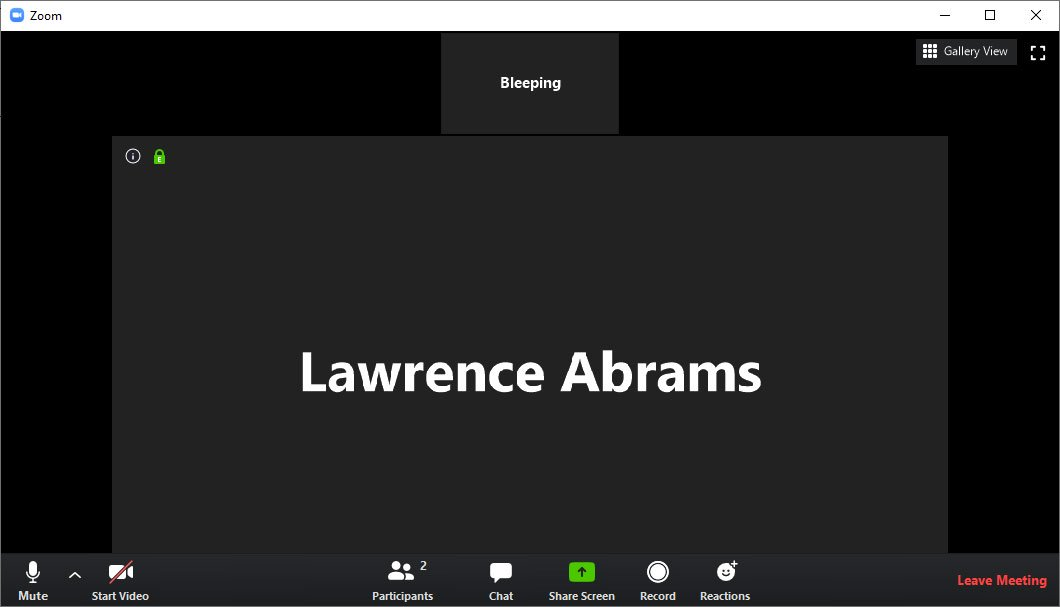 Zoom
Bleeping
Gallery View
E
Lawrence Abrams
2
Mute
Start Video
Participants
Chat
Share Screen
Record
Reactions
Leave Meeting